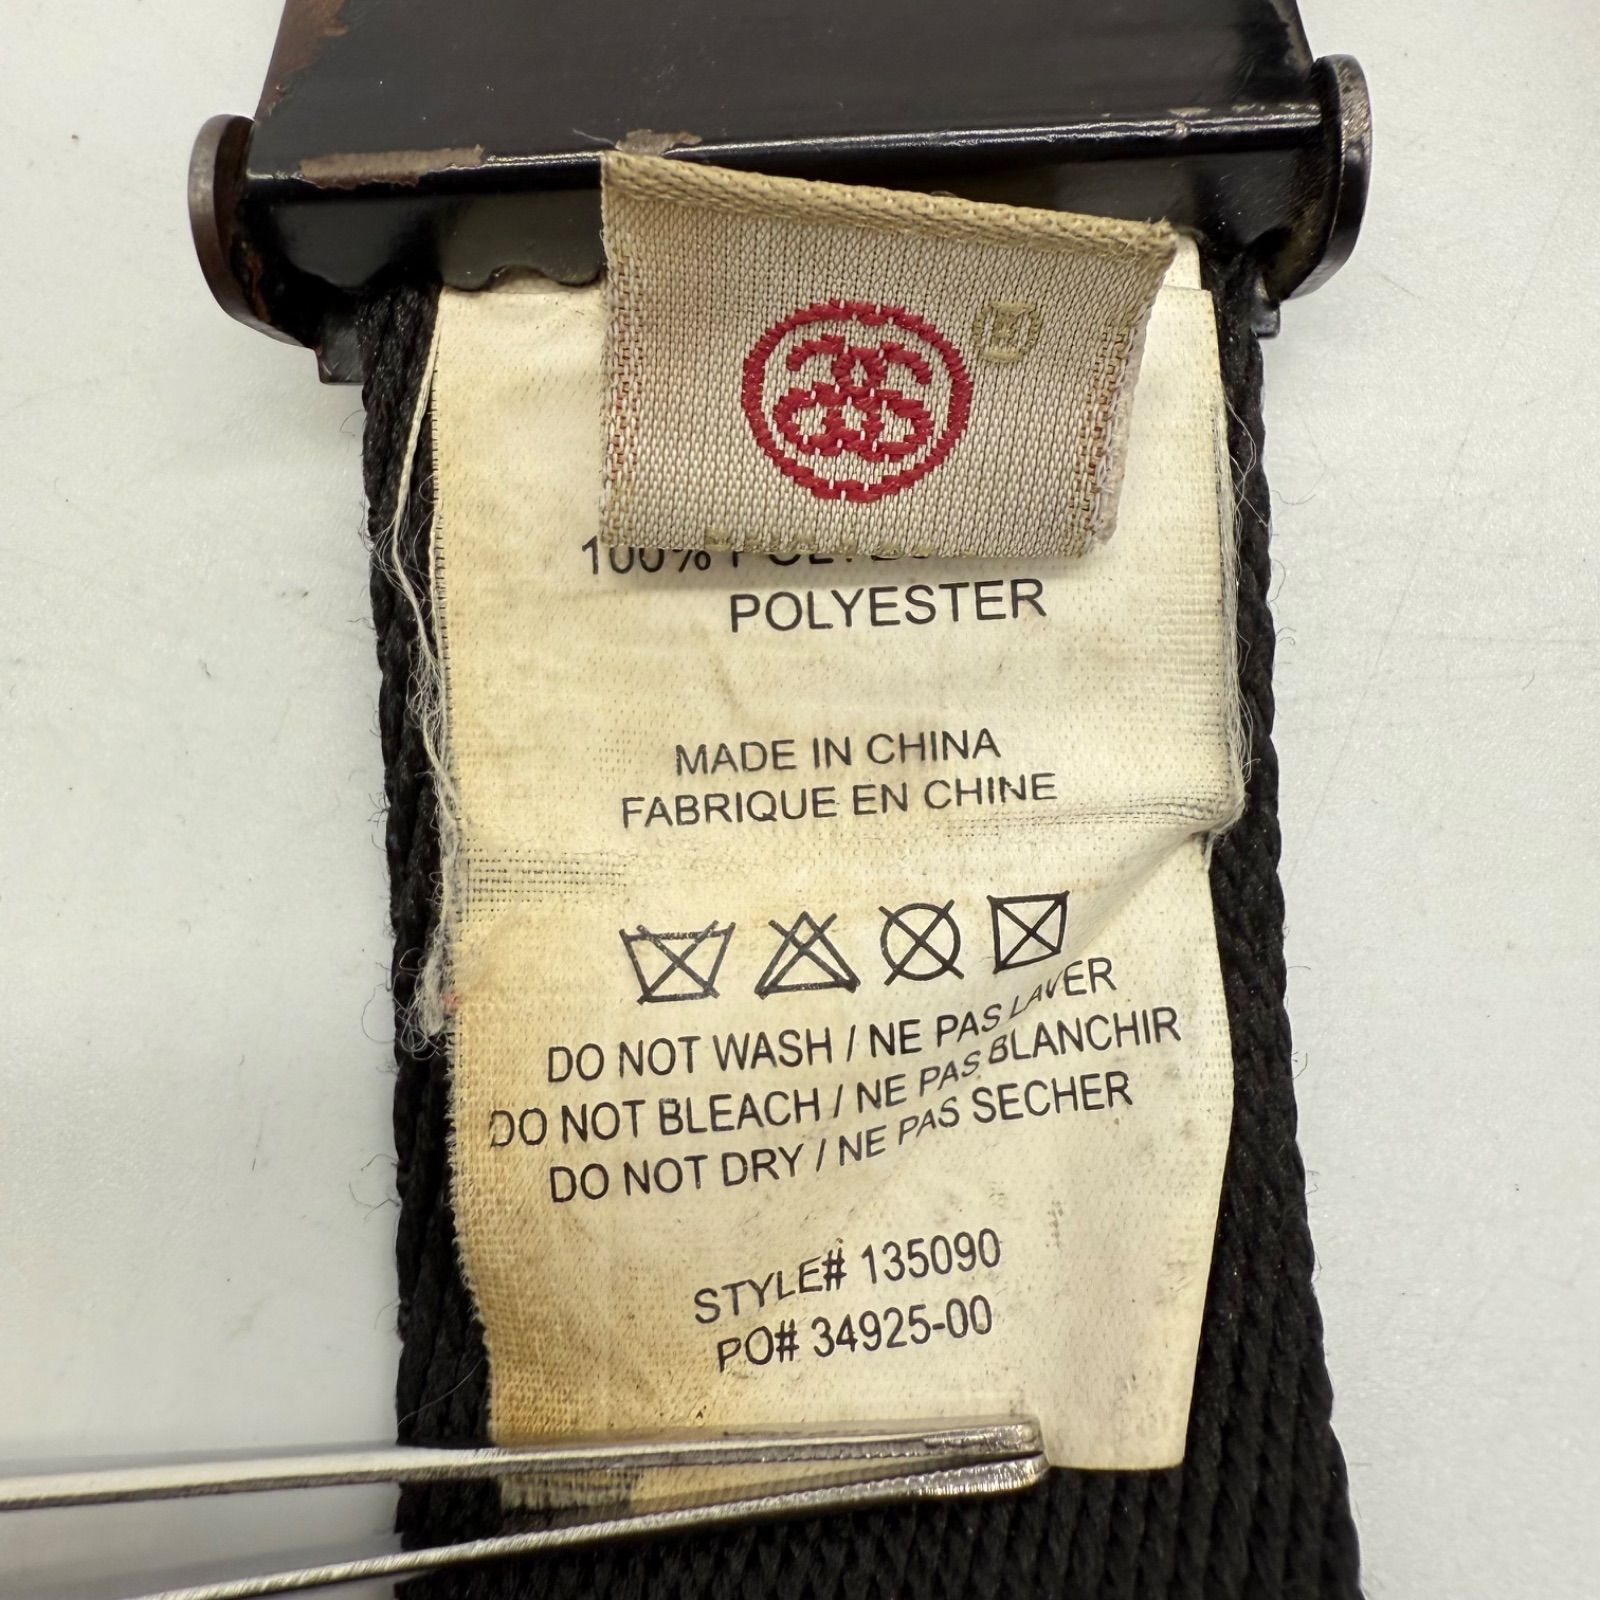 100%
POLYESTER
MADE IN CHINA
FABRIQUE EN CHINE
DO NOT WASH / NE PAS LAVER
DO NOT BLEACH / NE PAS BLANCHIR
DO NOT DRY / NE PAS SECHER
STYLE# 135090
PO# 34925-00